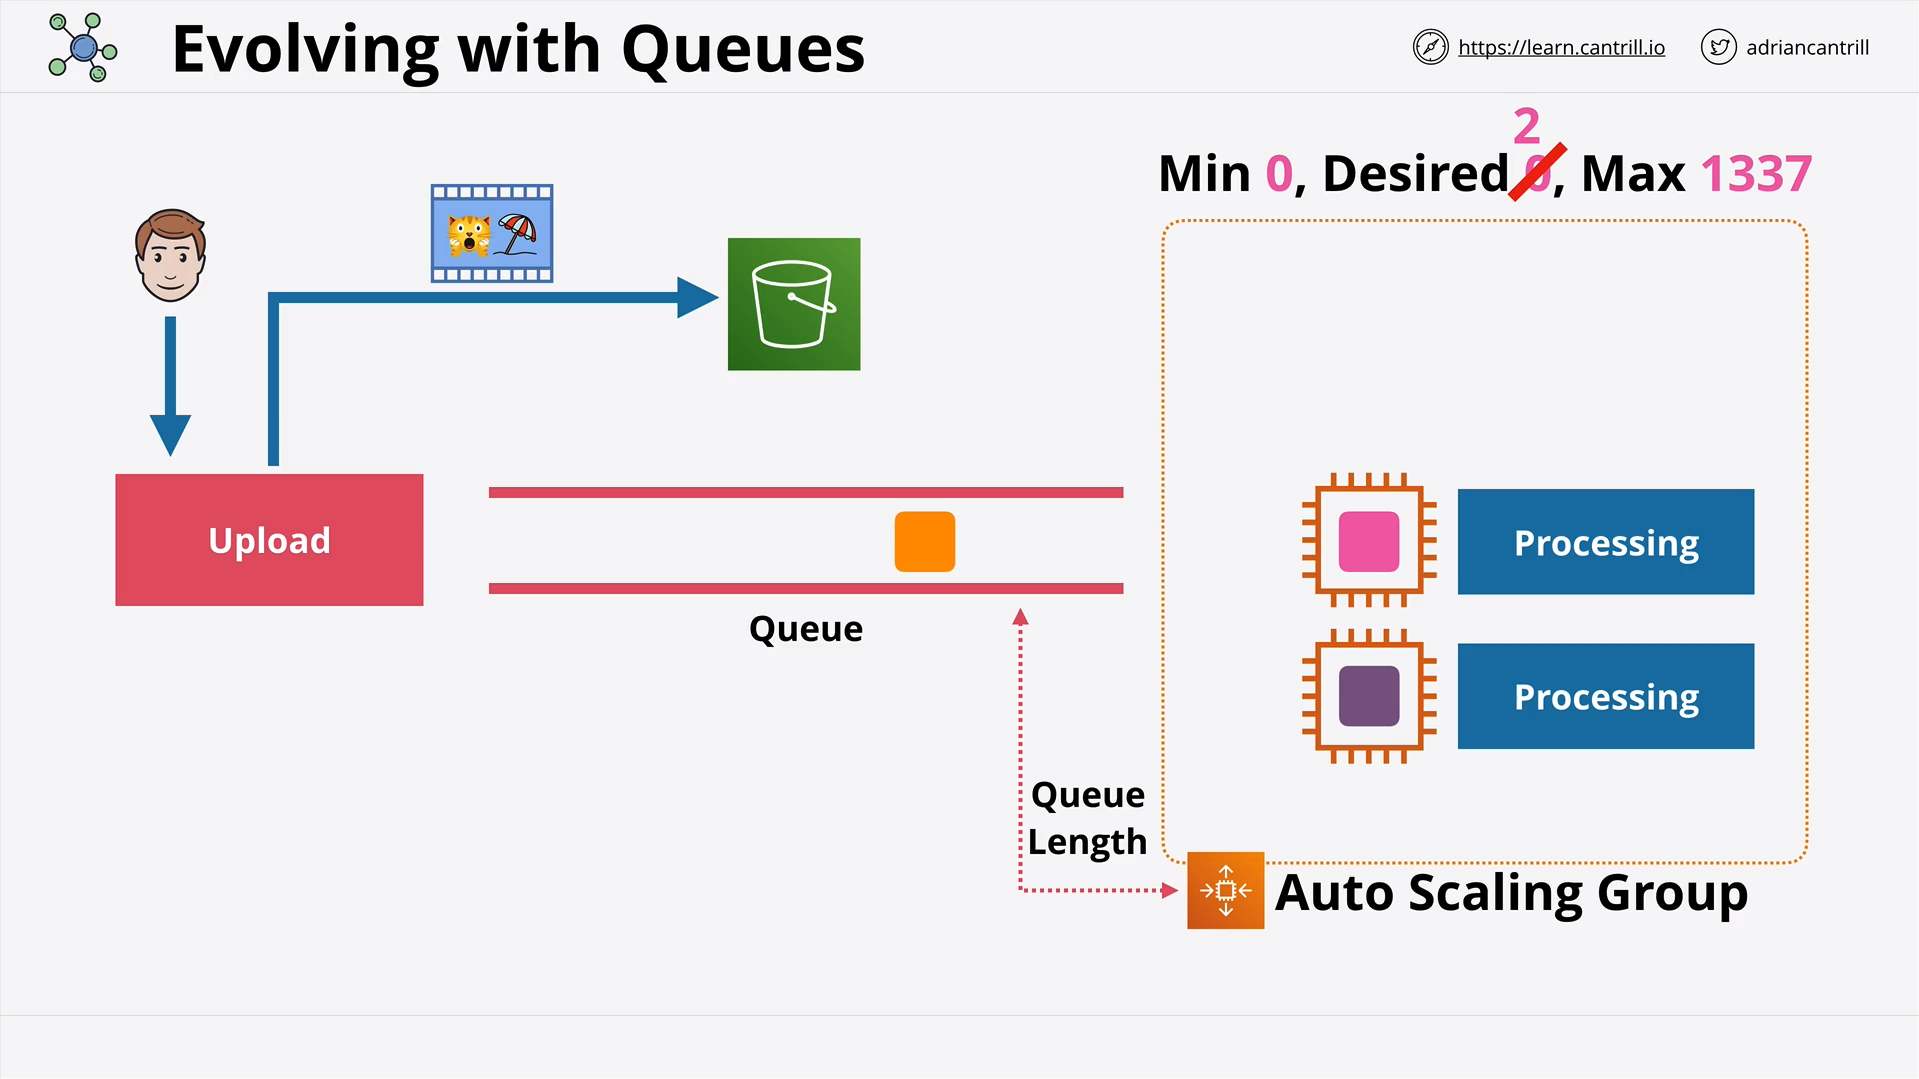 Evolving with Queues
https://learn.cantrill.io
adriancantrill
2
Min 0, Desired 0, Max 1337
Upload
Queue
Processing
Processing
Queue
Length
Auto Scaling Group